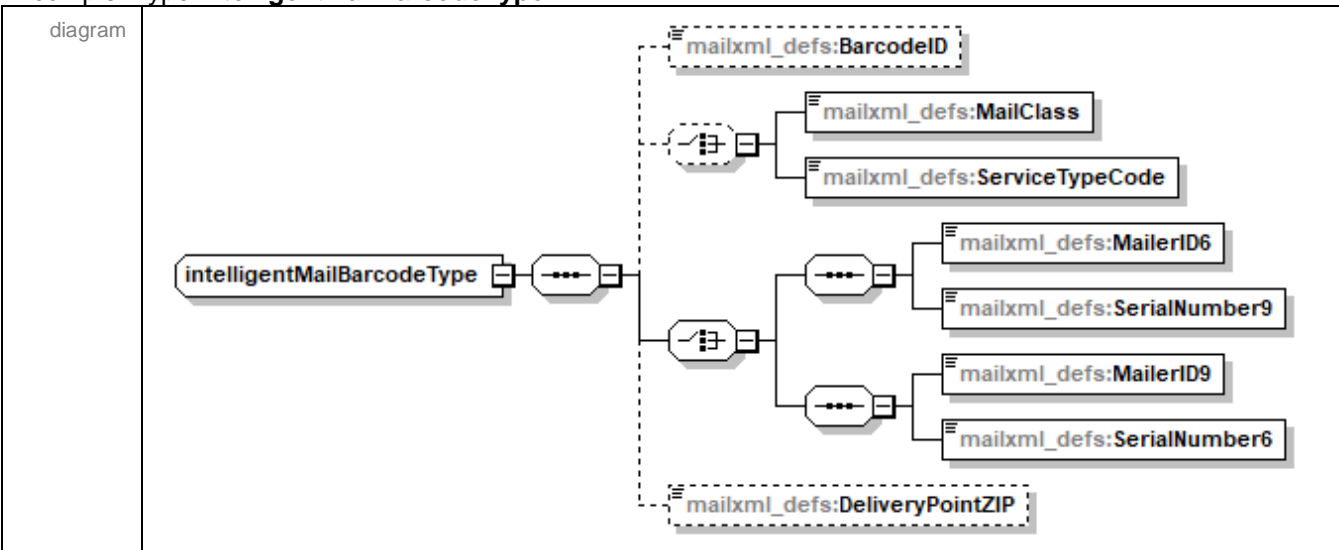 diagram
mailxml_defs:BarcodeID
mailxml_defs:MailClass
mailxml_defs:ServiceTypeCode
intelligentMailBarcodeType
mailxml_defs:MailerID6
mailxml_defs:SerialNumber9
mailxml_defs:MailerID9
mailxml_defs:SerialNumber6
mailxml_defs:DeliveryPointZIP